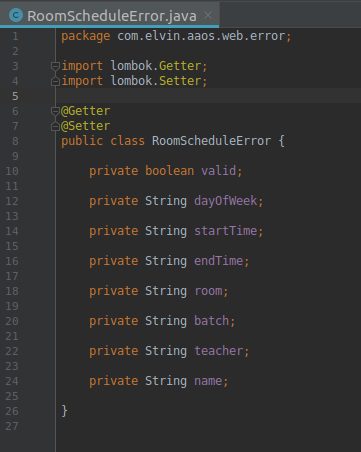 RoomScheduleError.java
1 package com.elvin.aaos.web.error;
2
3 import lombok.Getter;
4 import lombok.Setter;
5
6 @Getter
7 @Setter
8 public class RoomScheduleError {
9
10 private boolean valid;
11
12 private String dayOfWeek;
13
14 private String startTime;
15
16 private String endTime;
17
18 private String room;
19
20 private String batch;
21
22 private String teacher;
23
24 private String name;
25
26 }
27